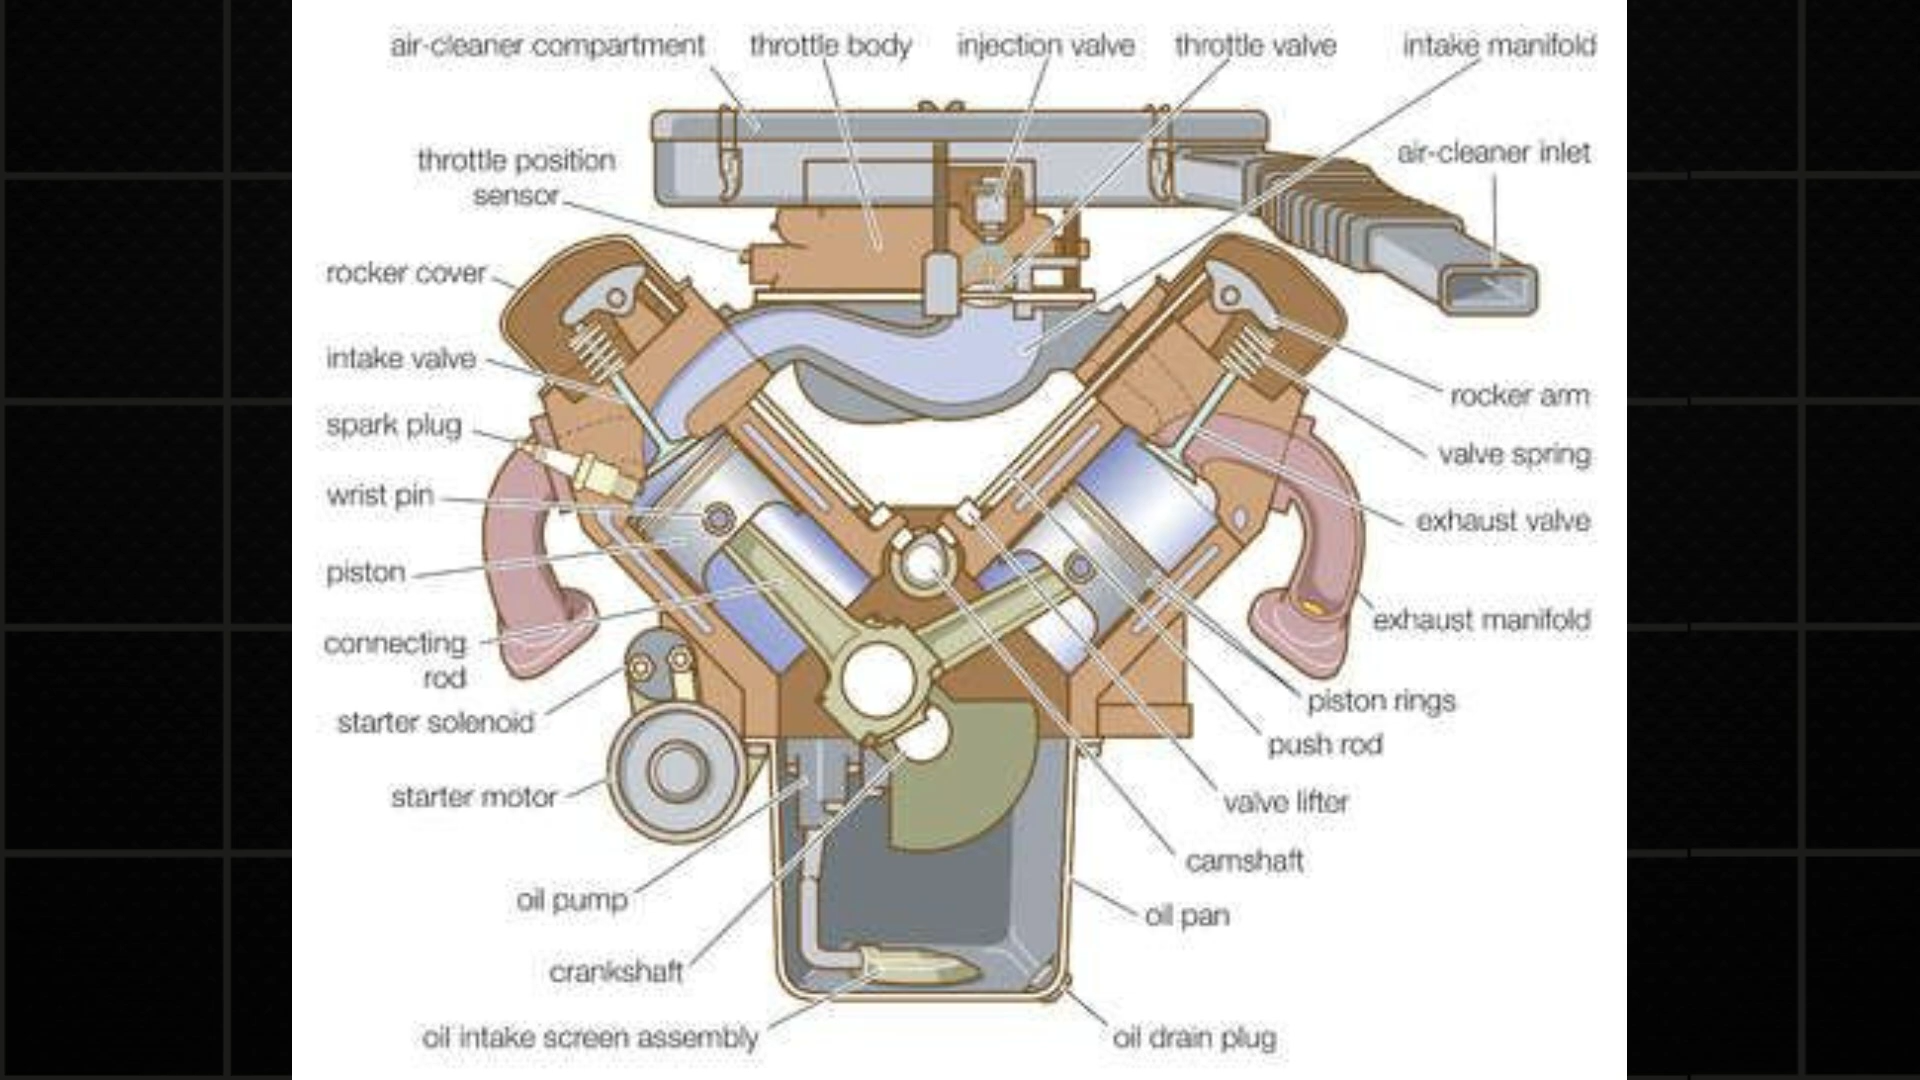 air-cleaner compartment
throttle body
injection valve
throttle valve
intake manifold
throttle position
sensor
air-cleaner inlet
rocker cover
intake valve
spark plug
wrist pin
piston
connecting
rod
starter solenoid
starter motor
oil pump
crankshaft
oil intake screen assembly
rocker arm
valve spring
exhaust valve
exhaust manifold
piston rings
push rod
valve lifter
camshaft
oil pan
oil drain plug